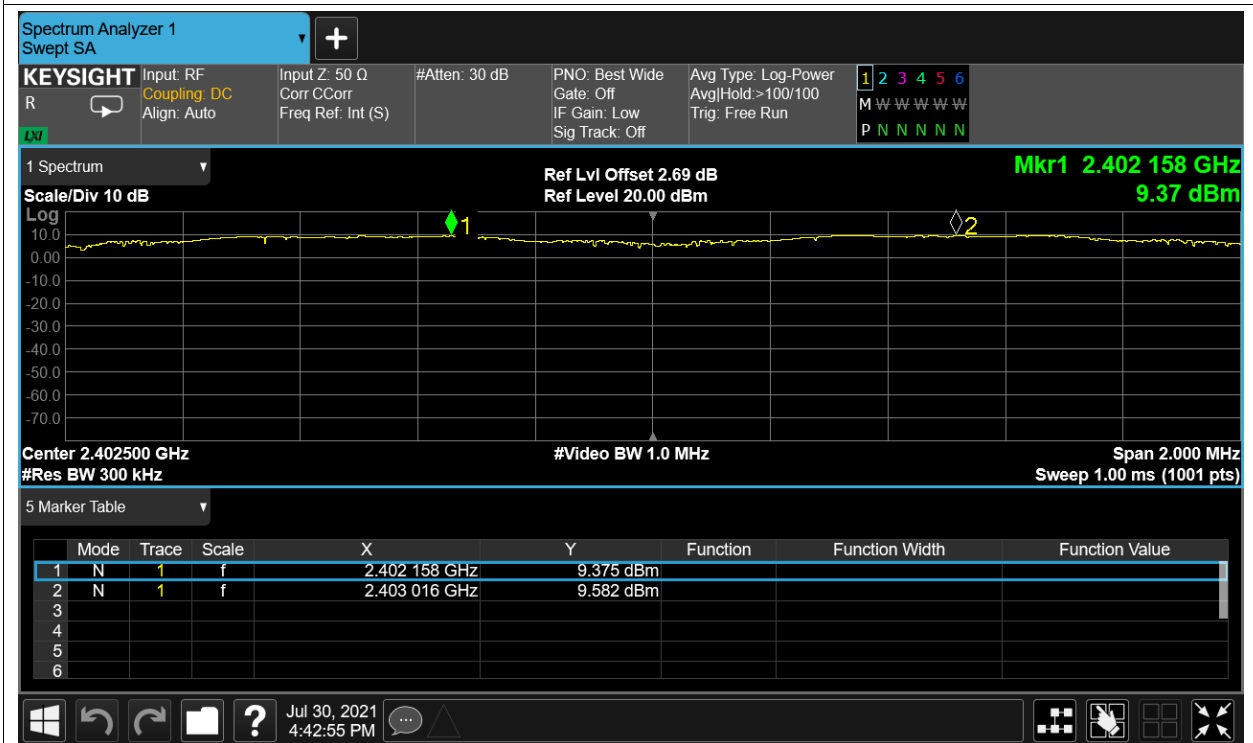 Spectrum Analyzer 1
Swept SA
KEYSIGHT
R
LXI
Input: RF
Coupling: DC
Align: Auto
Input Z: 50 Ω
Corr CCorr
Freq Ref: Int (S)
#Atten: 30 dB
PNO: Best Wide
Gate: Off
IF Gain: Low
Sig Track: Off
Avg Type: Log-Power
Avg|Hold:>100/100
Trig: Free Run
1 2 3 4 5 6
M W W W W W
P N N N N N
1 Spectrum
Scale/Div 10 dB
Ref Lvl Offset 2.69 dB
Ref Level 20.00 dBm
Mkr1 2.402 158 GHz
9.37 dBm
Log
10.0
0.00
-10.0
-20.0
-30.0
-40.0
-50.0
-60.0
-70.0
1
2
Center 2.402500 GHz
#Res BW 300 kHz
#Video BW 1.0 MHz
Span 2.000 MHz
Sweep 1.00 ms (1001 pts)
5 Marker Table
Mode Trace Scale X Y Function Function Width Function Value
1 N 1 f 2.402 158 GHz 9.375 dBm
2 N 1 f 2.403 016 GHz 9.582 dBm
3
4
5
6
?
Jul 30, 2021
4:42:55 PM